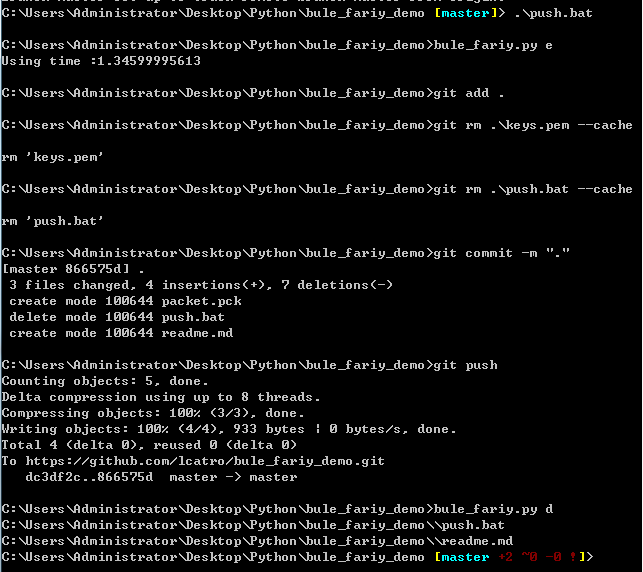 C:\Users\Administrator\Desktop\Python\bule_fariy_demo [master]> .\push.bat
C:\Users\Administrator\Desktop\Python\bule_fariy_demo>bule_fariy.py e
Using time :1.34599995613
C:\Users\Administrator\Desktop\Python\bule_fariy_demo>git add .
C:\Users\Administrator\Desktop\Python\bule_fariy_demo>git rm .\keys.pem --cache
rm 'keys.pem'
C:\Users\Administrator\Desktop\Python\bule_fariy_demo>git rm .\push.bat --cache
rm 'push.bat'
C:\Users\Administrator\Desktop\Python\bule_fariy_demo>git commit -m "."
[master 866575d] .
3 files changed, 4 insertions(+), 7 deletions(-)
create mode 100644 packet.pck
delete mode 100644 push.bat
create mode 100644 readme.md
C:\Users\Administrator\Desktop\Python\bule_fariy_demo>git push
Counting objects: 5, done.
Delta compression using up to 8 threads.
Compressing objects: 100% (3/3), done.
Writing objects: 100% (4/4), 933 bytes | 0 bytes/s, done.
Total 4 (delta 0), reused 0 (delta 0)
To https://github.com/lcatro/bule_fariy_demo.git
dc3df2c..866575d  master -> master
C:\Users\Administrator\Desktop\Python\bule_fariy_demo>bule_fariy.py d
C:\Users\Administrator\Desktop\Python\bule_fariy_demo\\push.bat
C:\Users\Administrator\Desktop\Python\bule_fariy_demo\\readme.md
C:\Users\Administrator\Desktop\Python\bule_fariy_demo [master +2 ~0 -0 !]>